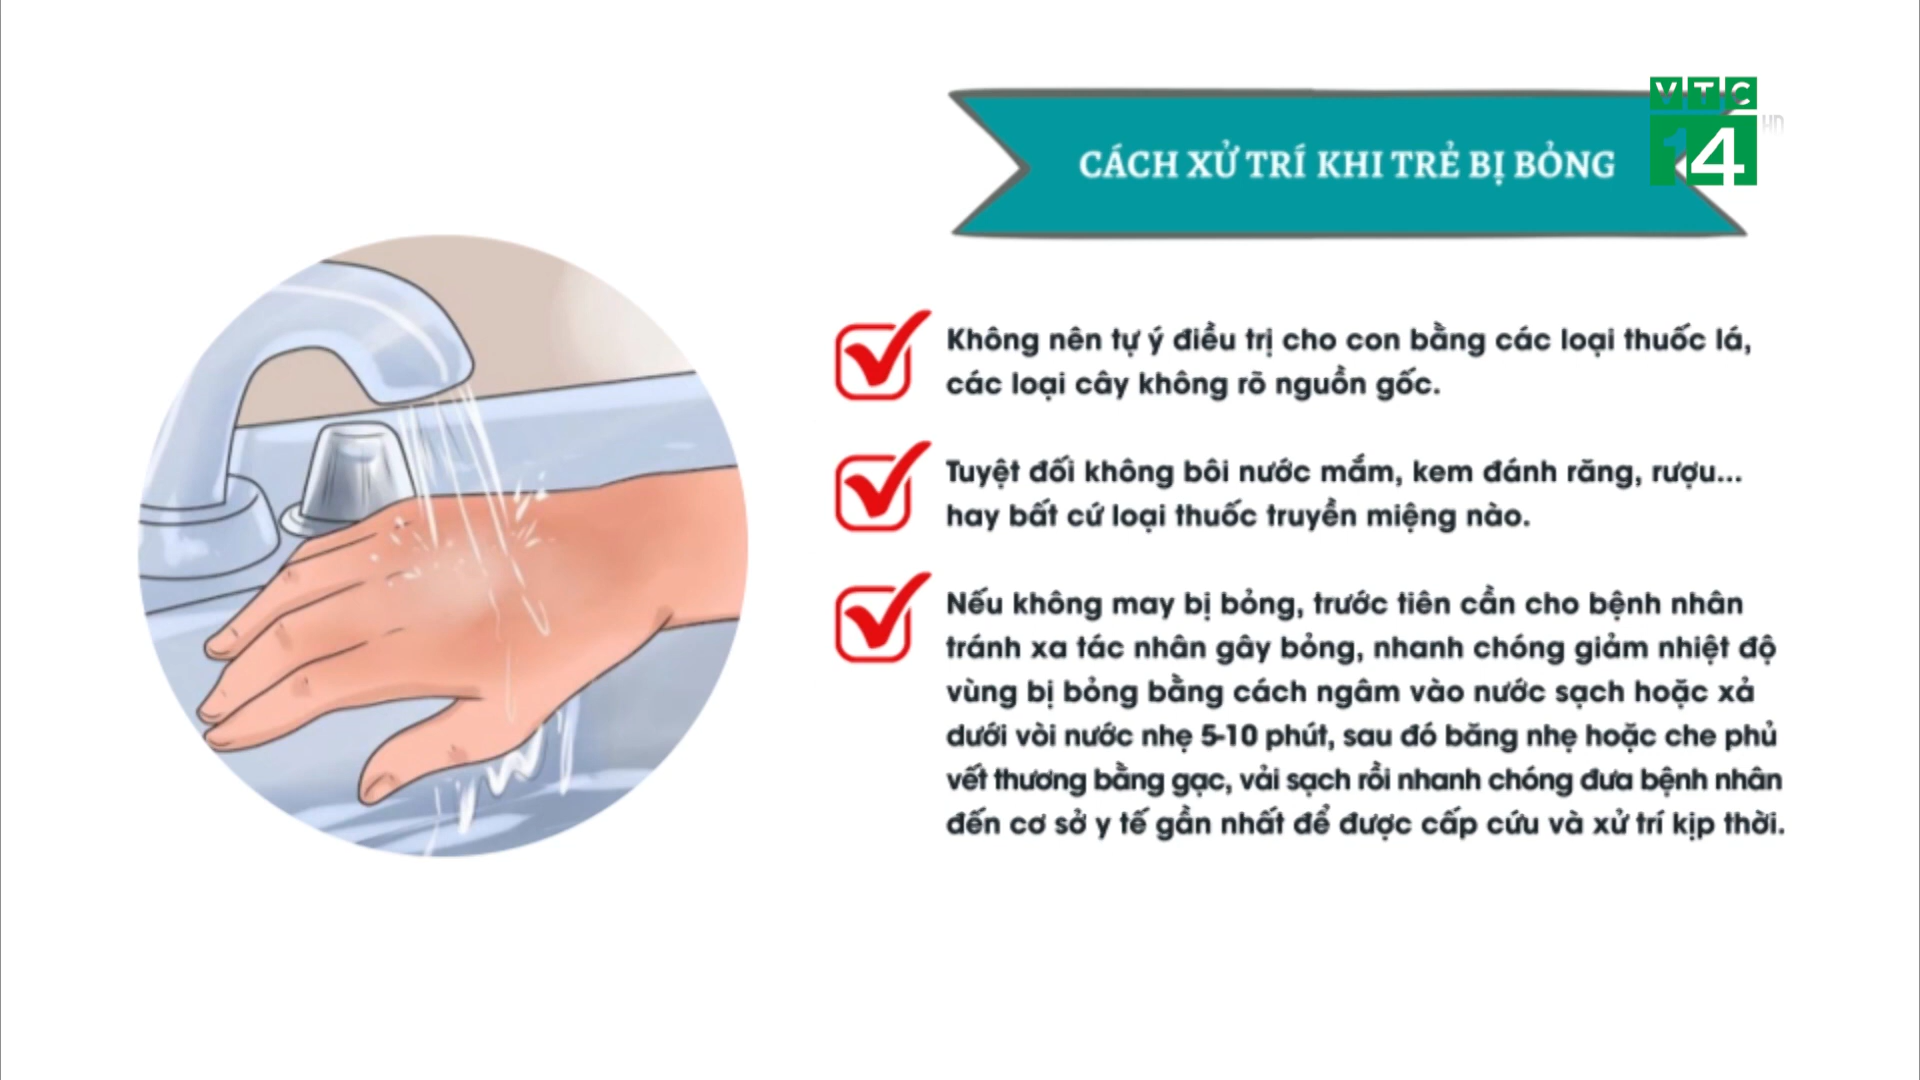 VTC
14
HD
CÁCH XỬ TRÍ KHI TRẺ BỊ BỎNG
Không nên tự ý điều trị cho con bằng các loại thuốc lá,
các loại cây không rõ nguồn gốc.
Tuyệt đối không bôi nước mắm, kem đánh răng, rượu...
hay bất cứ loại thuốc truyền miệng nào.
Nếu không may bị bỏng, trước tiên cần cho bệnh nhân
tránh xa tác nhân gây bỏng, nhanh chóng giảm nhiệt độ
vùng bị bỏng bằng cách ngâm vào nước sạch hoặc xả
dưới vòi nước nhẹ 5-10 phút, sau đó băng nhẹ hoặc che phủ
vết thương bằng gạc, vải sạch rồi nhanh chóng đưa bệnh nhân
đến cơ sở y tế gần nhất để được cấp cứu và xử trí kịp thời.